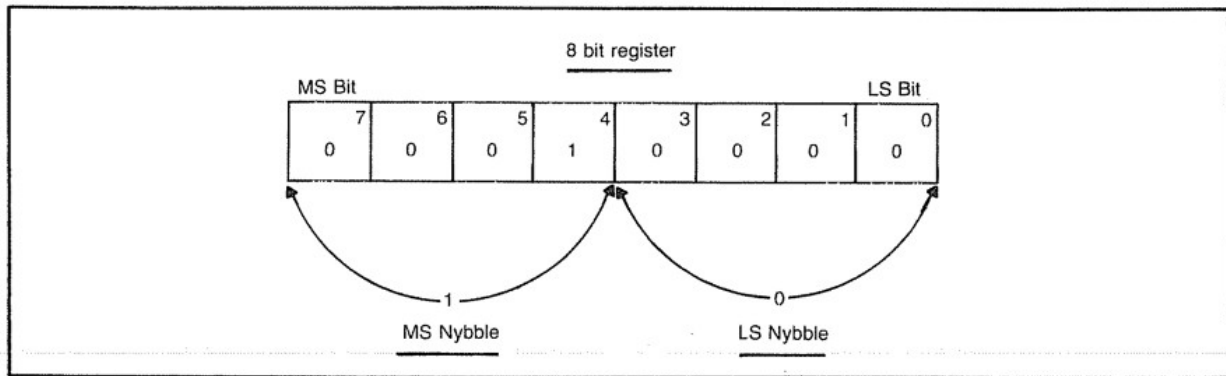 8 bit register
MS Bit LS Bit
7 6 5 4 3 2 1 0
0 0 0 1 0 0 0 0
1 0
MS Nybble LS Nybble